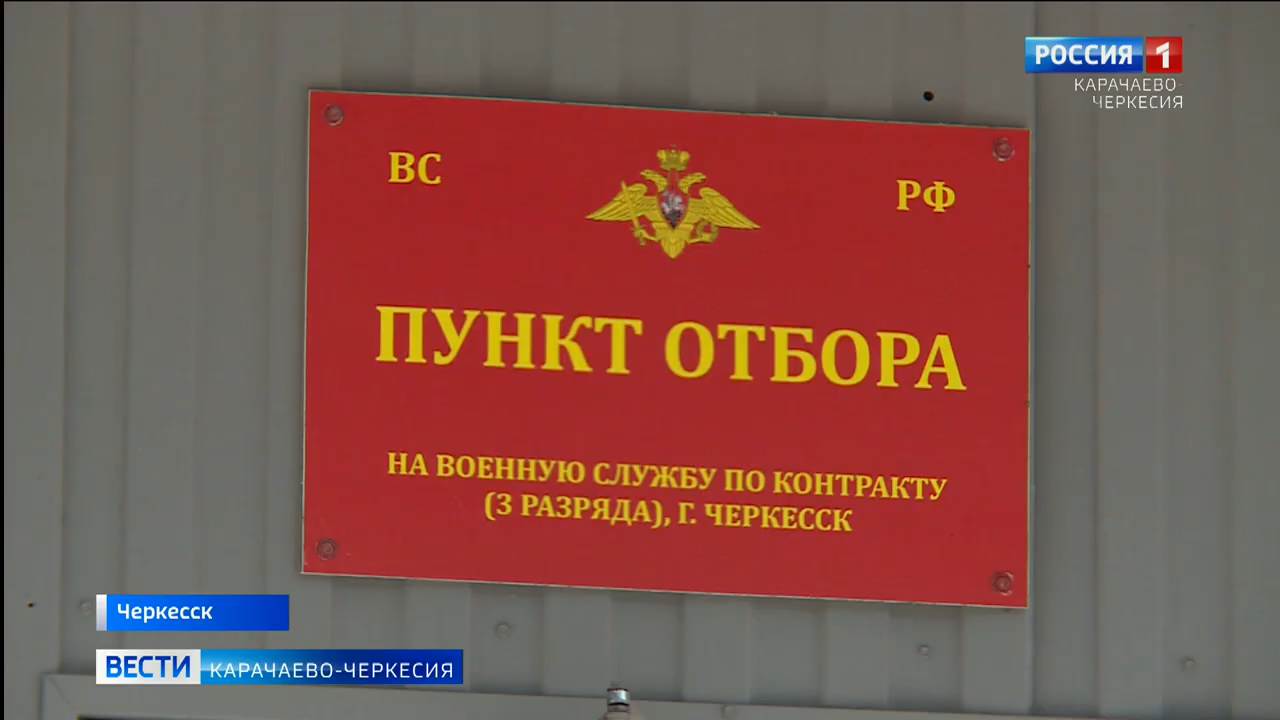 РОССИЯ 1
КАРАЧАЕВО-
ЧЕРКЕСИЯ
ВС
РФ
ПУНКТ ОТБОРА
НА ВОЕННУЮ СЛУЖБУ ПО КОНТРАКТУ
(3 РАЗРЯДА), Г. ЧЕРКЕССК
Черкесск
ВЕСТИ КАРАЧАЕВО-ЧЕРКЕСИЯ